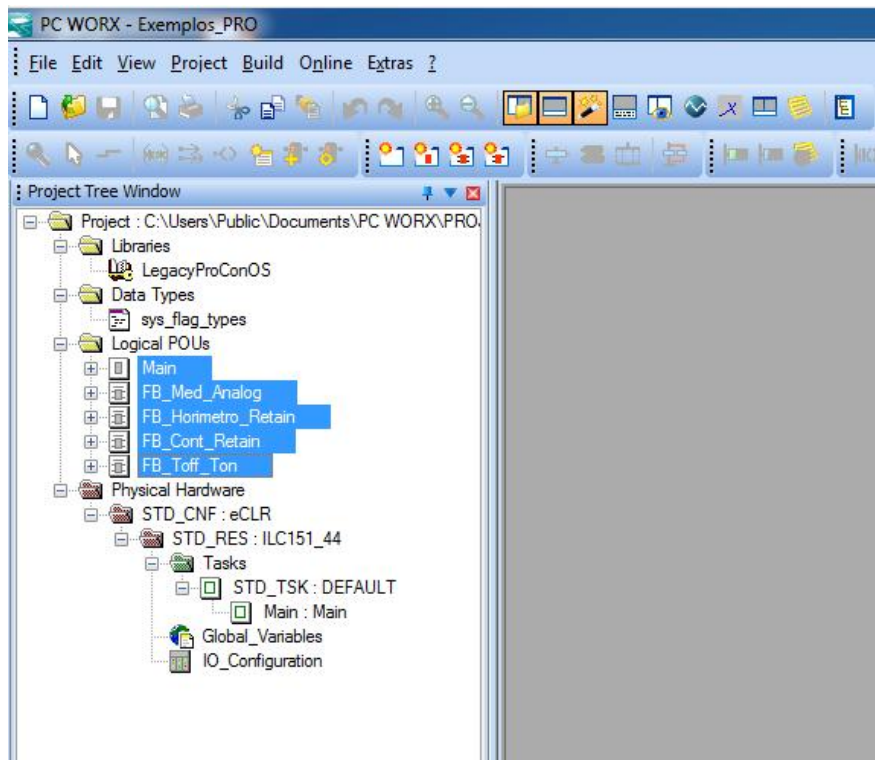 PC WORX - Exemplos_PRO
File Edit View Project Build Online Extras ?
Project Tree Window
Project : C:\Users\Public\Documents\PC WORX\PRO
Libraries
LegacyProConOS
Data Types
sys_flag_types
Logical POUs
Main
FB_Med_Analog
FB_Horimetro_Retain
FB_Cont_Retain
FB_Toff_Ton
Physical Hardware
STD_CNF : eCLR
STD_RES : ILC151_44
Tasks
STD_TSK : DEFAULT
Main : Main
Global_Variables
IO_Configuration